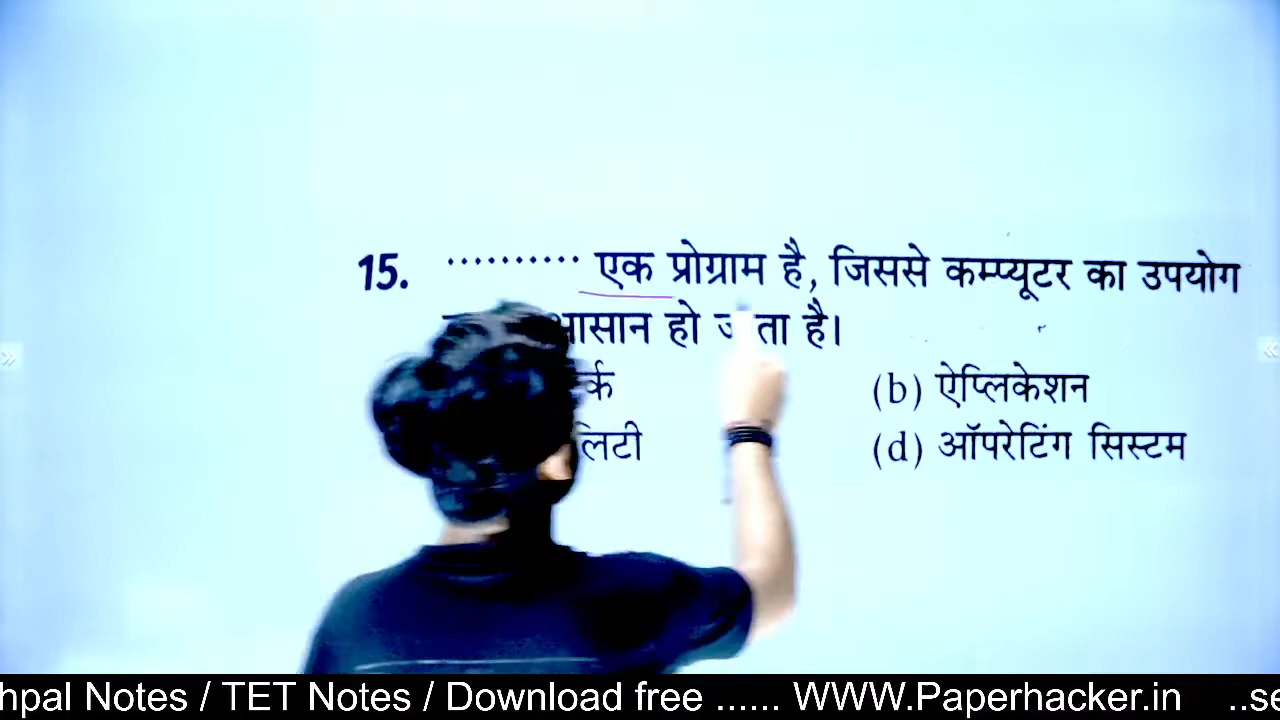 15. .......... एक प्रोग्राम है, जिससे कम्प्यूटर का उपयोग
आसान हो जाता है।
(b) ऐप्लिकेशन
(d) ऑपरेटिंग सिस्टम
hpal Notes / TET Notes / Download free ...... WWW.Paperhacker.in ..se